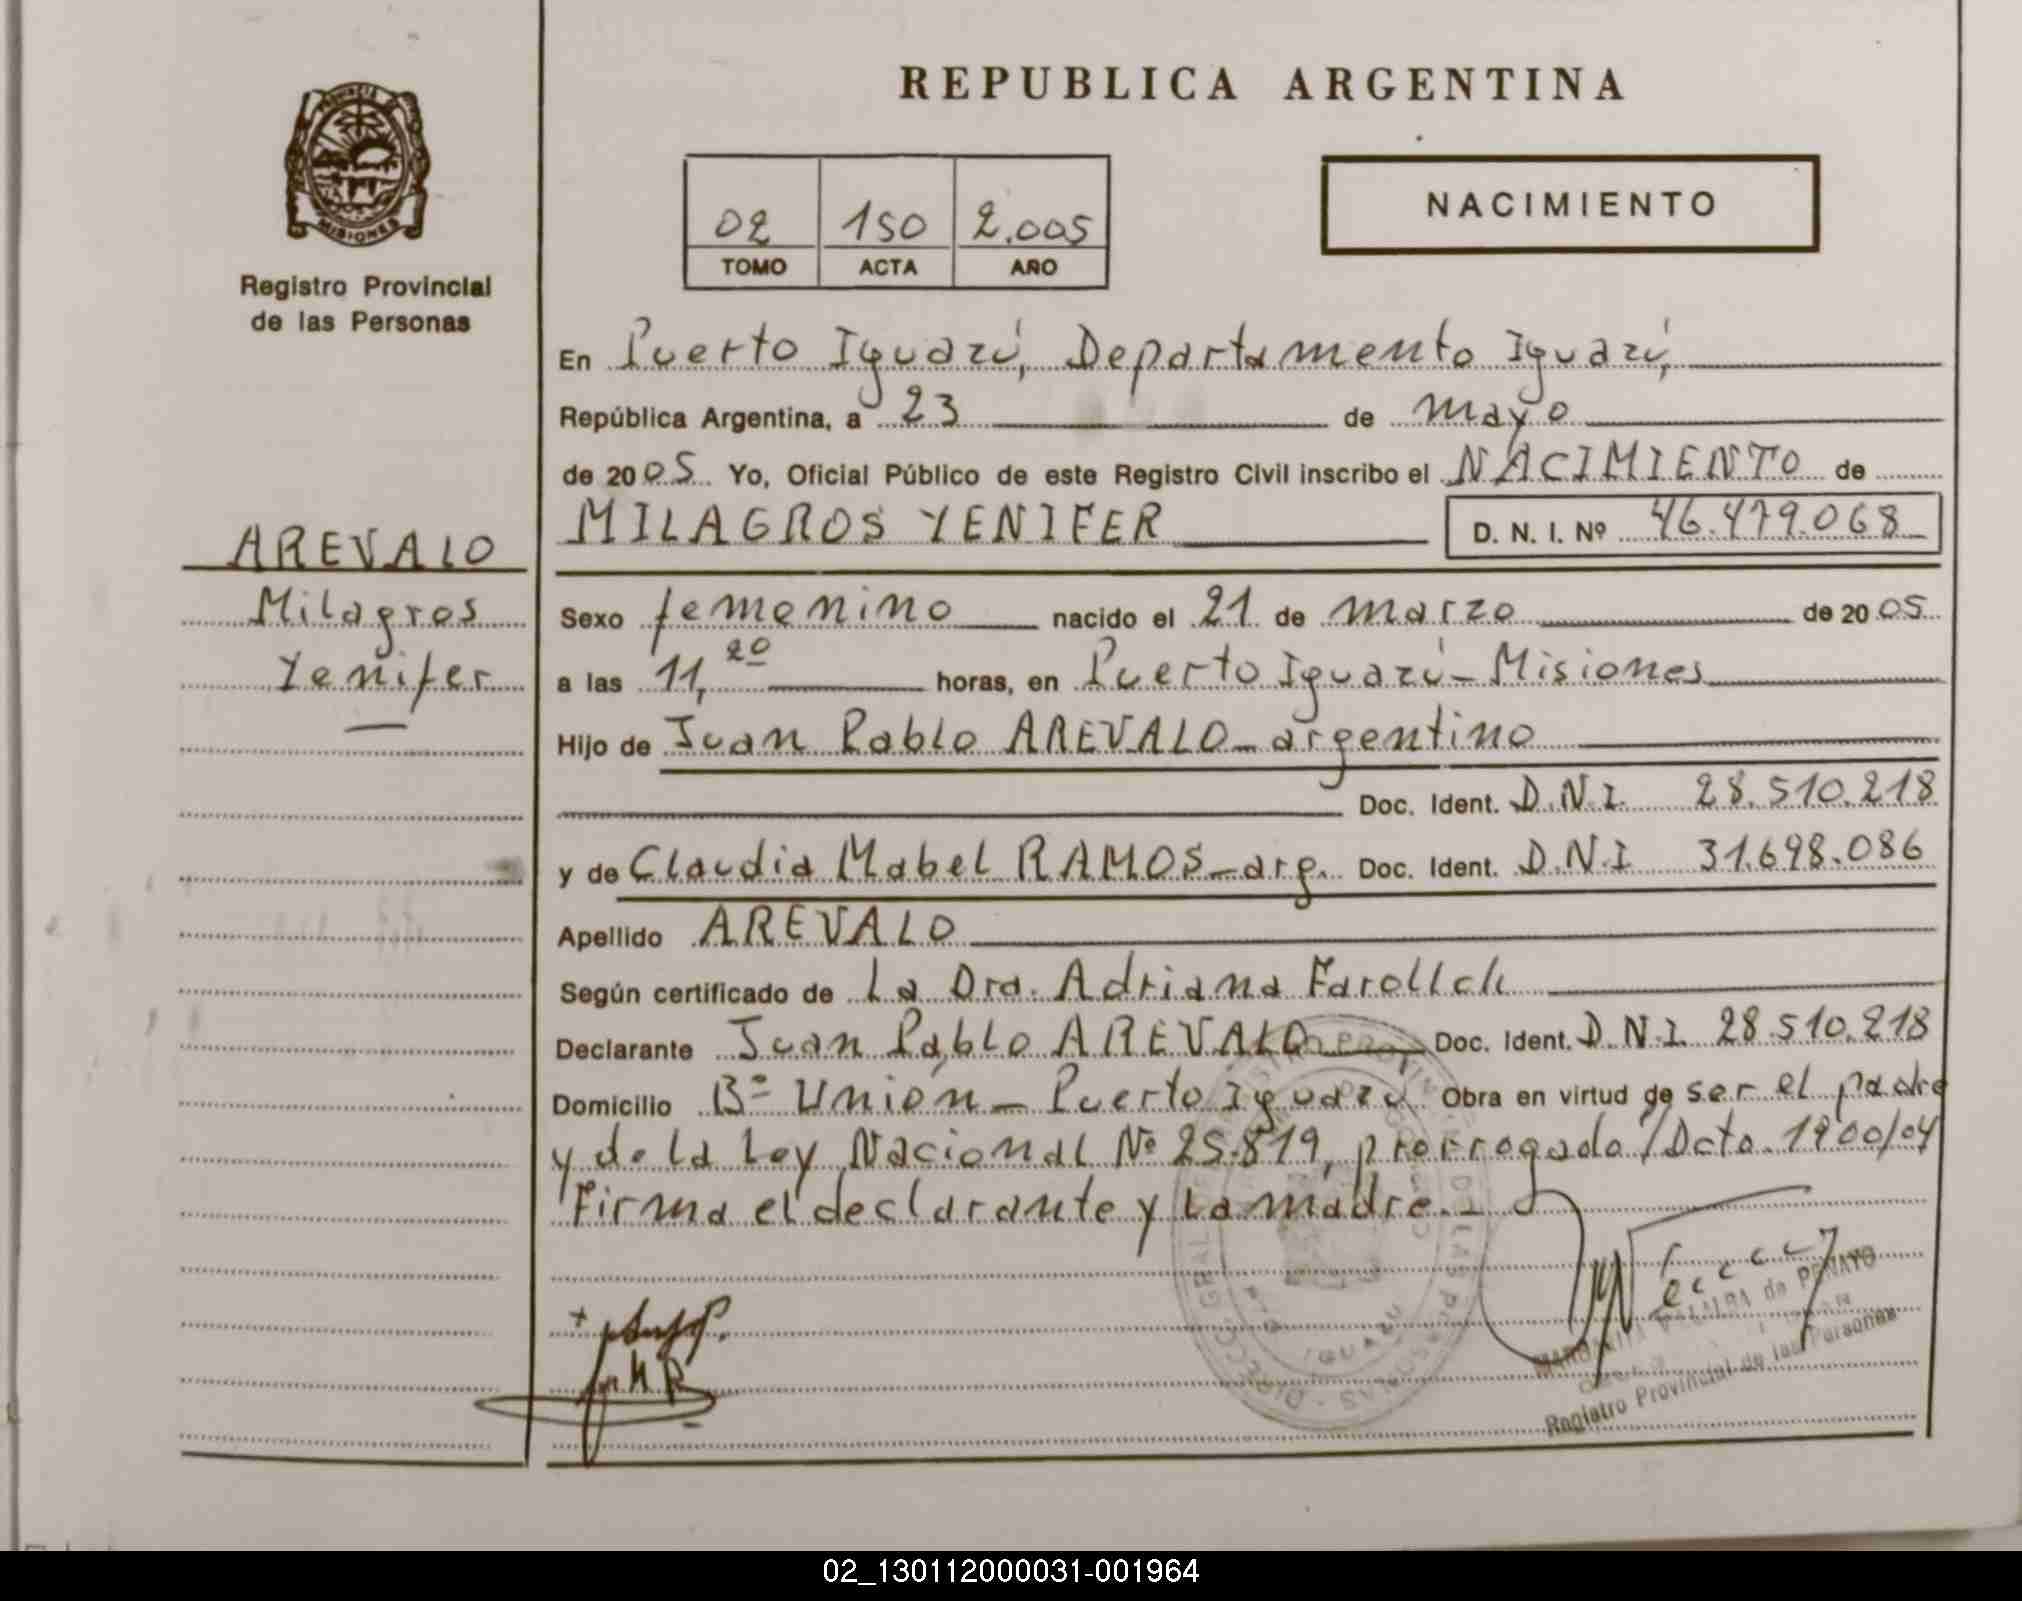 REPUBLICA ARGENTINA
PROVINCIA DE
MISIONES
Registro Provincial
de las Personas
02 150 2.005
TOMO ACTA AÑO
NACIMIENTO
AREVALO
Milagros
Yenifer
En Puerto Iguazú, Departamento Iguazú,
República Argentina, a 23 de mayo
de 2005 Yo, Oficial Público de este Registro Civil inscribo el NACIMIENTO de
MILAGROS YENIFER D. N. I. Nº 46.479.068
Sexo femenino nacido el 21 de marzo de 2005
a las 11,20 horas, en Puerto Iguazú - Misiones
Hijo de Juan Pablo AREVALO - argentino
Doc. Ident. D.N.I. 28.510.218
y de Claudia Mabel RAMOS - arg. Doc. Ident. D.N.I 31.698.086
Apellido AREVALO
Según certificado de La Dra. Adriana
Declarante Juan Pablo AREVALO Doc. Ident. D.N.I. 28.510.218
Domicilio Bº Unión - Puerto Iguazú Obra en virtud de ser el padre
y de la Ley Nacional Nº 25.819, prorrogado/Dcto. 1900/04
Firma el declarante y la madre.-
de PENAYO
Registro Provincial de las Personas
02_130112000031-001964